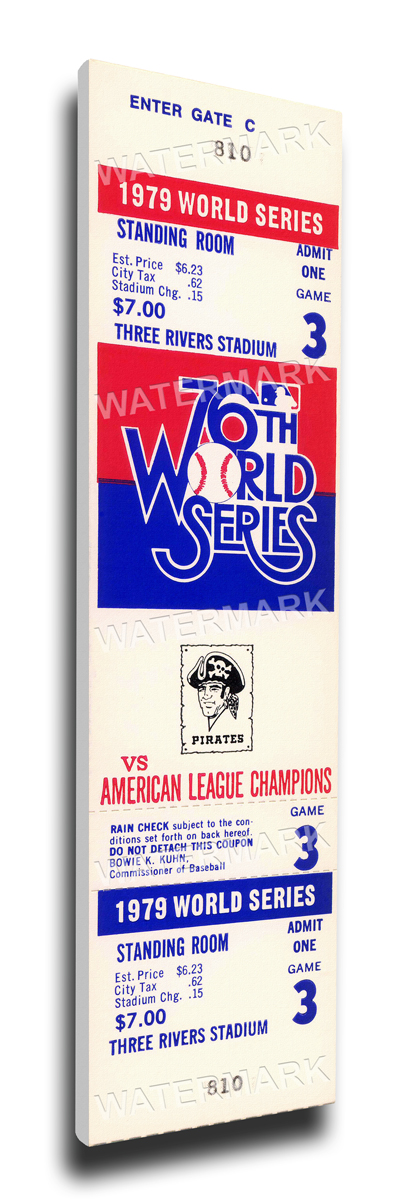 ENTER GATE C
810
WATERMARK
1979 WORLD SERIES
STANDING ROOM
ADMIT
ONE
Est. Price $6.23
City Tax .62
Stadium Chg. .15
GAME
3
$7.00
THREE RIVERS STADIUM
WATERMARK
76TH
WORLD
SERIES
WATERMARK
PIRATES
VS
AMERICAN LEAGUE CHAMPIONS
RAIN CHECK subject to the con-
ditions set forth on back hereof.
DO NOT DETACH THIS COUPON
BOWIE K. KUHN,
Commissioner of Baseball
GAME
3
WATERMARK
1979 WORLD SERIES
STANDING ROOM
ADMIT
ONE
Est. Price $6.23
City Tax .62
Stadium Chg. .15
GAME
3
$7.00
THREE RIVERS STADIUM
810
WATERMARK